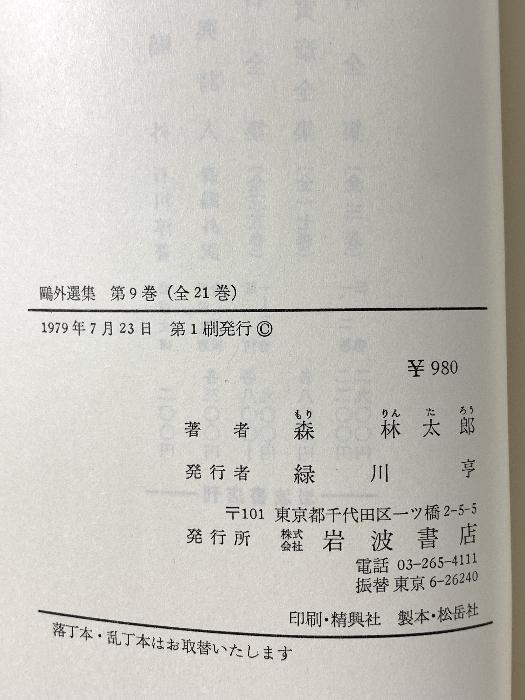 鷗外選集 第9巻（全21巻）
1979年7月23日 第1刷発行 ©
¥980
著者 森林太郎
もり りん た ろう
発行者 緑川亨
〒101 東京都千代田区一ツ橋2-5-5
発行所 株式会社 岩波書店
電話 03-265-4111
振替 東京 6-26240
印刷・精興社 製本・松岳社
落丁本・乱丁本はお取替いたします